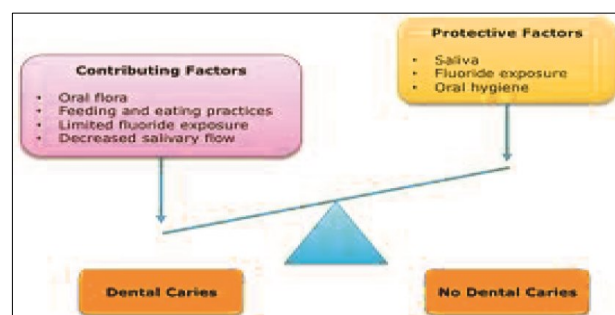 Contributing Factors
• Oral flora
• Feeding and eating practices
• Limited fluoride exposure
• Decreased salivary flow
Protective Factors
• Saliva
• Fluoride exposure
• Oral hygiene
Dental Caries
No Dental Caries